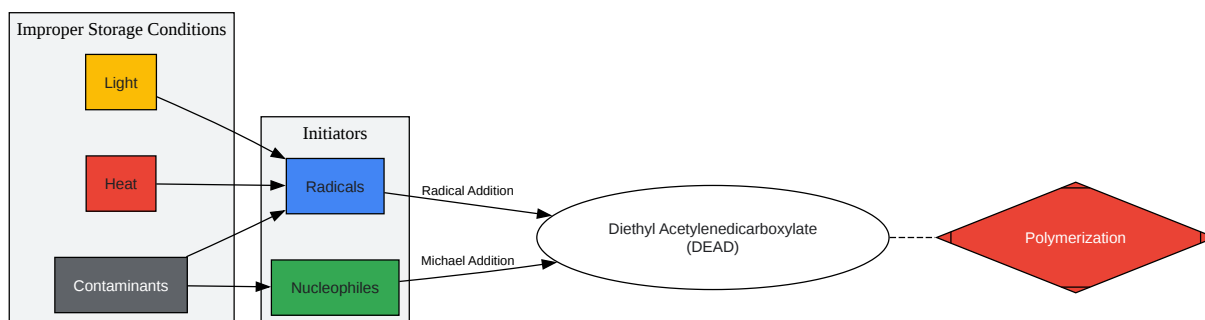 Improper Storage Conditions
Light
Heat
Contaminants
Initiators
Radicals
Nucleophiles
Radical Addition
Michael Addition
Diethyl Acetylenedicarboxylate
(DEAD)
Polymerization